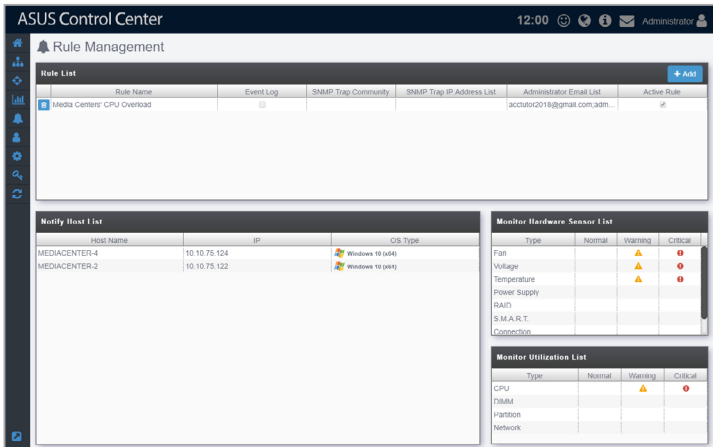 ASUS Control Center
12:00 Administrator
Rule Management
Rule List
+ Add
Rule Name Event Log SNMP Trap Community SNMP Trap IP Address List Administrator Email List Active Rule
Media Centers' CPU Overload acctutor2018@gmail.com;adm...
Notify Host List
Host Name IP OS Type
MEDIACENTER-4 10.10.75.124 Windows 10 (x64)
MEDIACENTER-2 10.10.75.122 Windows 10 (x64)
Monitor Hardware Sensor List
Type Normal Warning Critical
Fan
Voltage
Temperature
Power Supply
RAID
S.M.A.R.T.
Connection
Monitor Utilization List
Type Normal Warning Critical
CPU
DIMM
Partition
Network